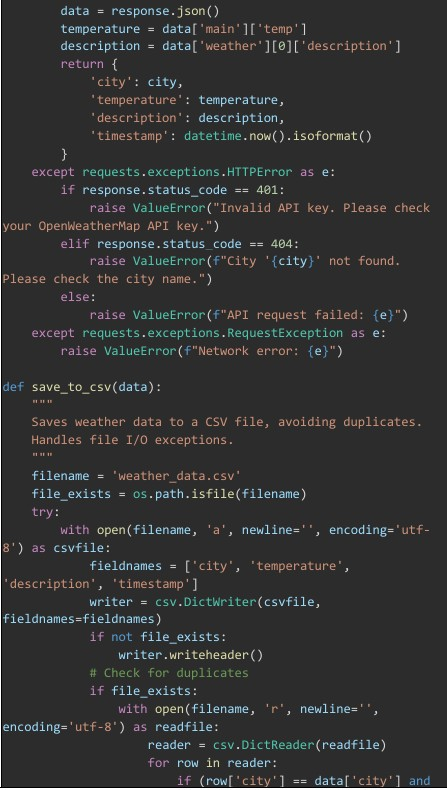 data = response.json()
        temperature = data['main']['temp']
        description = data['weather'][0]['description']
        return {
            'city': city,
            'temperature': temperature,
            'description': description,
            'timestamp': datetime.now().isoformat()
        }
    except requests.exceptions.HTTPError as e:
        if response.status_code == 401:
            raise ValueError("Invalid API key. Please check
your OpenWeatherMap API key.")
        elif response.status_code == 404:
            raise ValueError(f"City '{city}' not found.
Please check the city name.")
        else:
            raise ValueError(f"API request failed: {e}")
    except requests.exceptions.RequestException as e:
        raise ValueError(f"Network error: {e}")

def save_to_csv(data):
    """
    Saves weather data to a CSV file, avoiding duplicates.
    Handles file I/O exceptions.
    """
    filename = 'weather_data.csv'
    file_exists = os.path.isfile(filename)
    try:
        with open(filename, 'a', newline='', encoding='utf-
8') as csvfile:
            fieldnames = ['city', 'temperature',
'description', 'timestamp']
            writer = csv.DictWriter(csvfile,
fieldnames=fieldnames)
            if not file_exists:
                writer.writeheader()
            # Check for duplicates
            if file_exists:
                with open(filename, 'r', newline='',
encoding='utf-8') as readfile:
                    reader = csv.DictReader(readfile)
                    for row in reader:
                        if (row['city'] == data['city'] and